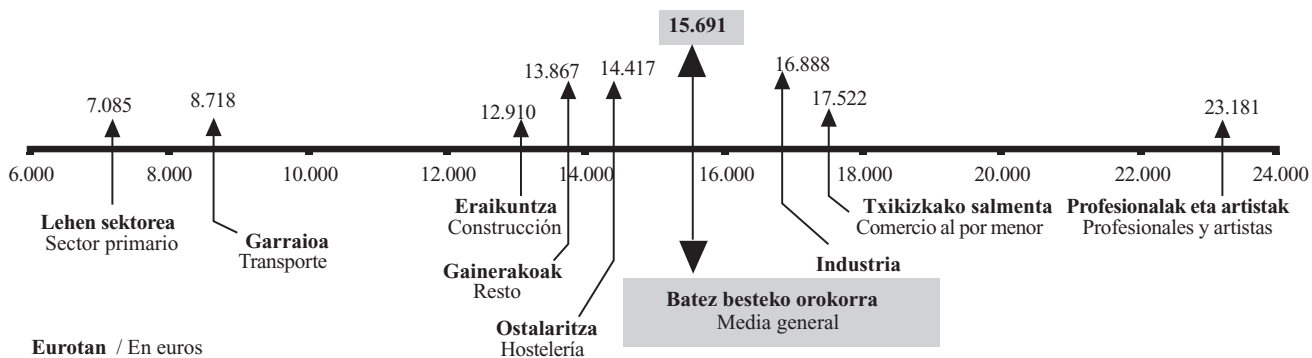 15.691
13.867
14.417
16.888
7.085
8.718
12.910
17.522
23.181
6.000
8.000
10.000
12.000
14.000
16.000
18.000
20.000
22.000
24.000
Lehen sektorea
Sector primario
Garraioa
Transporte
Eraikuntza
Construcción
Gainerakoak
Resto
Ostalaritza
Hostelería
Batez besteko orokorra
Media general
Industria
Txikizkako salmenta
Comercio al por menor
Profesionalak eta artistak
Profesionales y artistas
Eurotan / En euros